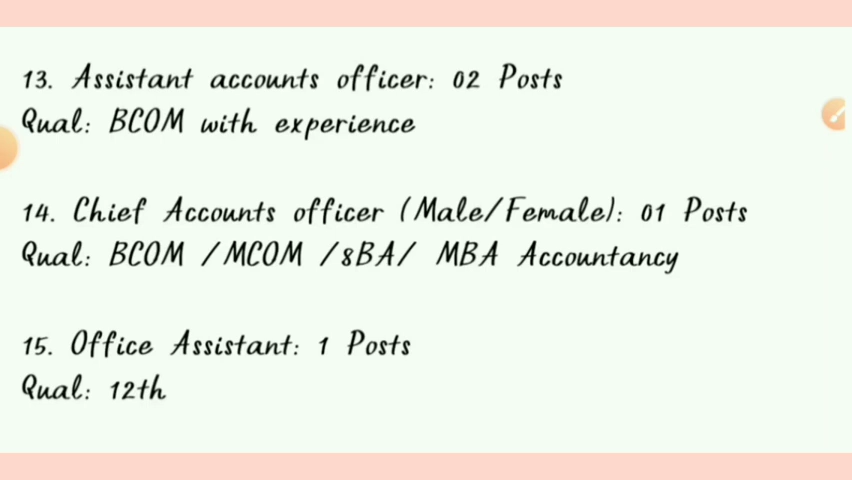 13. Assistant accounts officer: 02 Posts
Qual: BCOM with experience
14. Chief Accounts officer (Male/Female): 01 Posts
Qual: BCOM /MCOM /8BA/ MBA Accountancy
15. Office Assistant: 1 Posts
Qual: 12th